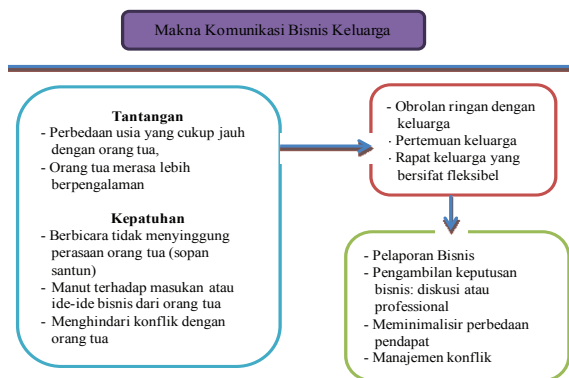 Makna Komunikasi Bisnis Keluarga
Tantangan
- Perbedaan usia yang cukup jauh
dengan orang tua,
- Orang tua merasa lebih
berpengalaman
Kepatuhan
- Berbicara tidak menyinggung
perasaan orang tua (sopan
santun)
- Manut terhadap masukan atau
ide-ide bisnis dari orang tua
- Menghindari konflik dengan
orang tua
- Obrolan ringan dengan
keluarga
- Pertemuan keluarga
- Rapat keluarga yang
bersifat fleksibel
- Pelaporan Bisnis
- Pengambilan keputusan
bisnis: diskusi atau
professional
- Meminimalisir perbedaan
pendapat
- Manajemen konflik